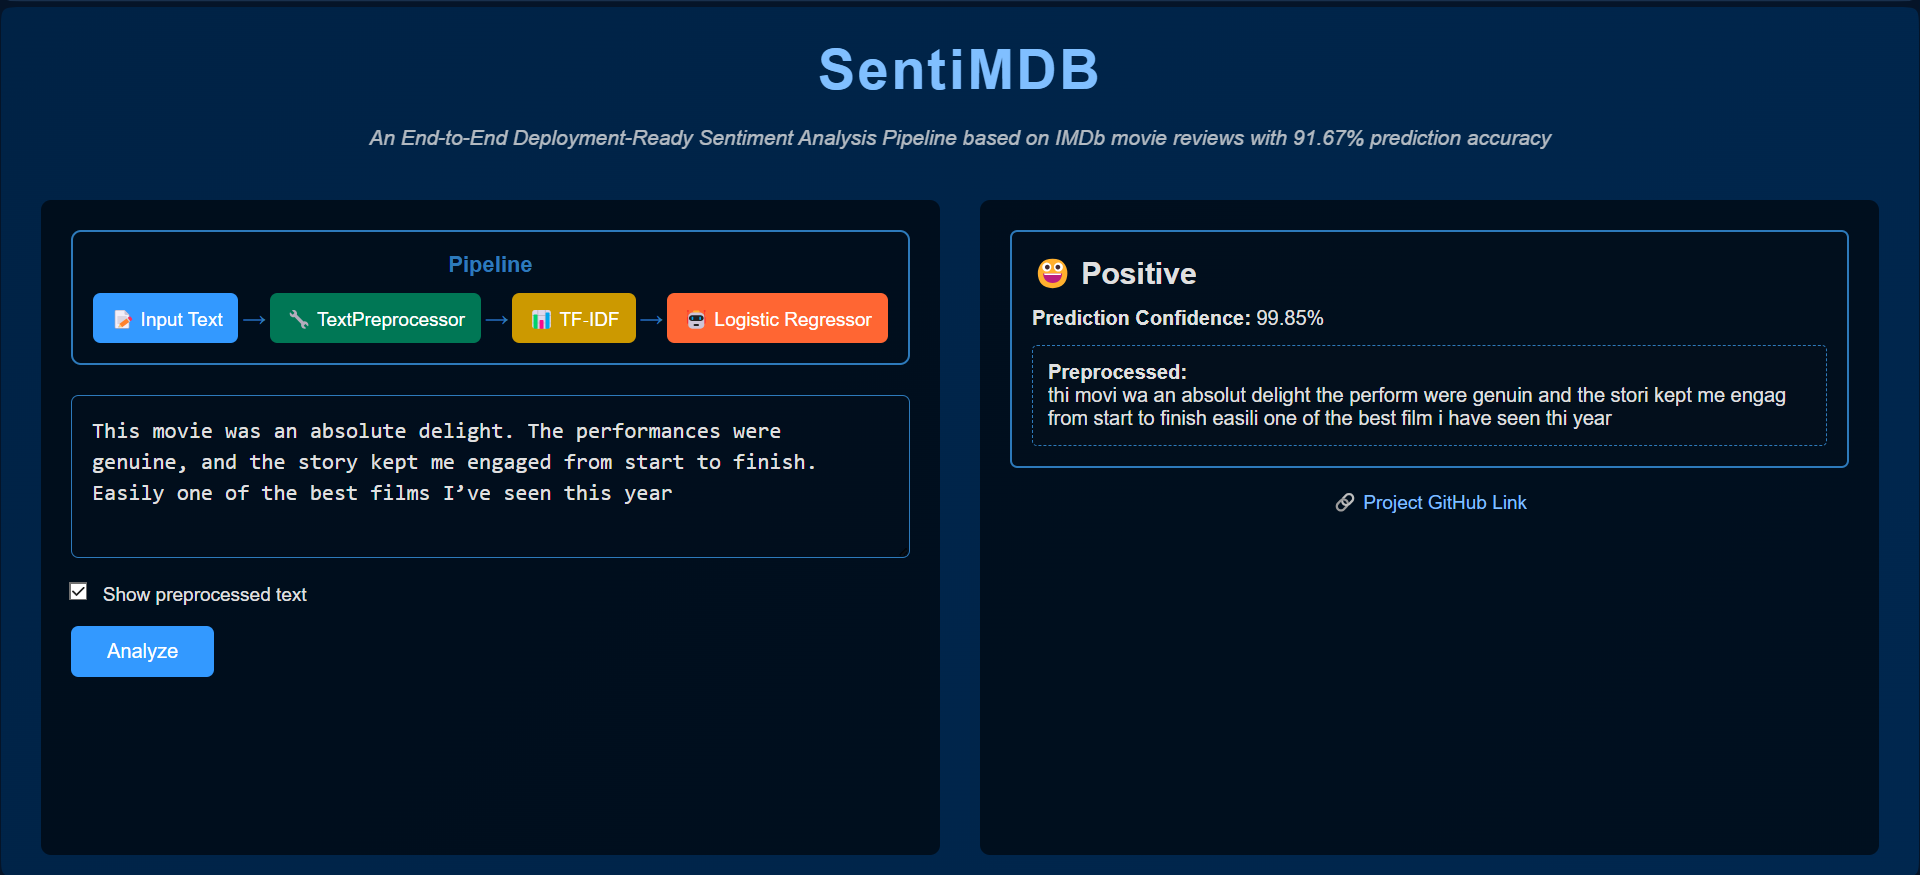 SentiMDB
An End-to-End Deployment-Ready Sentiment Analysis Pipeline based on IMDb movie reviews with 91.67% prediction accuracy
Pipeline
Input Text → TextPreprocessor → TF-IDF → Logistic Regressor
This movie was an absolute delight. The performances were
genuine, and the story kept me engaged from start to finish.
Easily one of the best films I’ve seen this year
Show preprocessed text
Analyze
Positive
Prediction Confidence: 99.85%
Preprocessed:
thi movi wa an absolut delight the perform were genuin and the stori kept me engag
from start to finish easili one of the best film i have seen thi year
Project GitHub Link